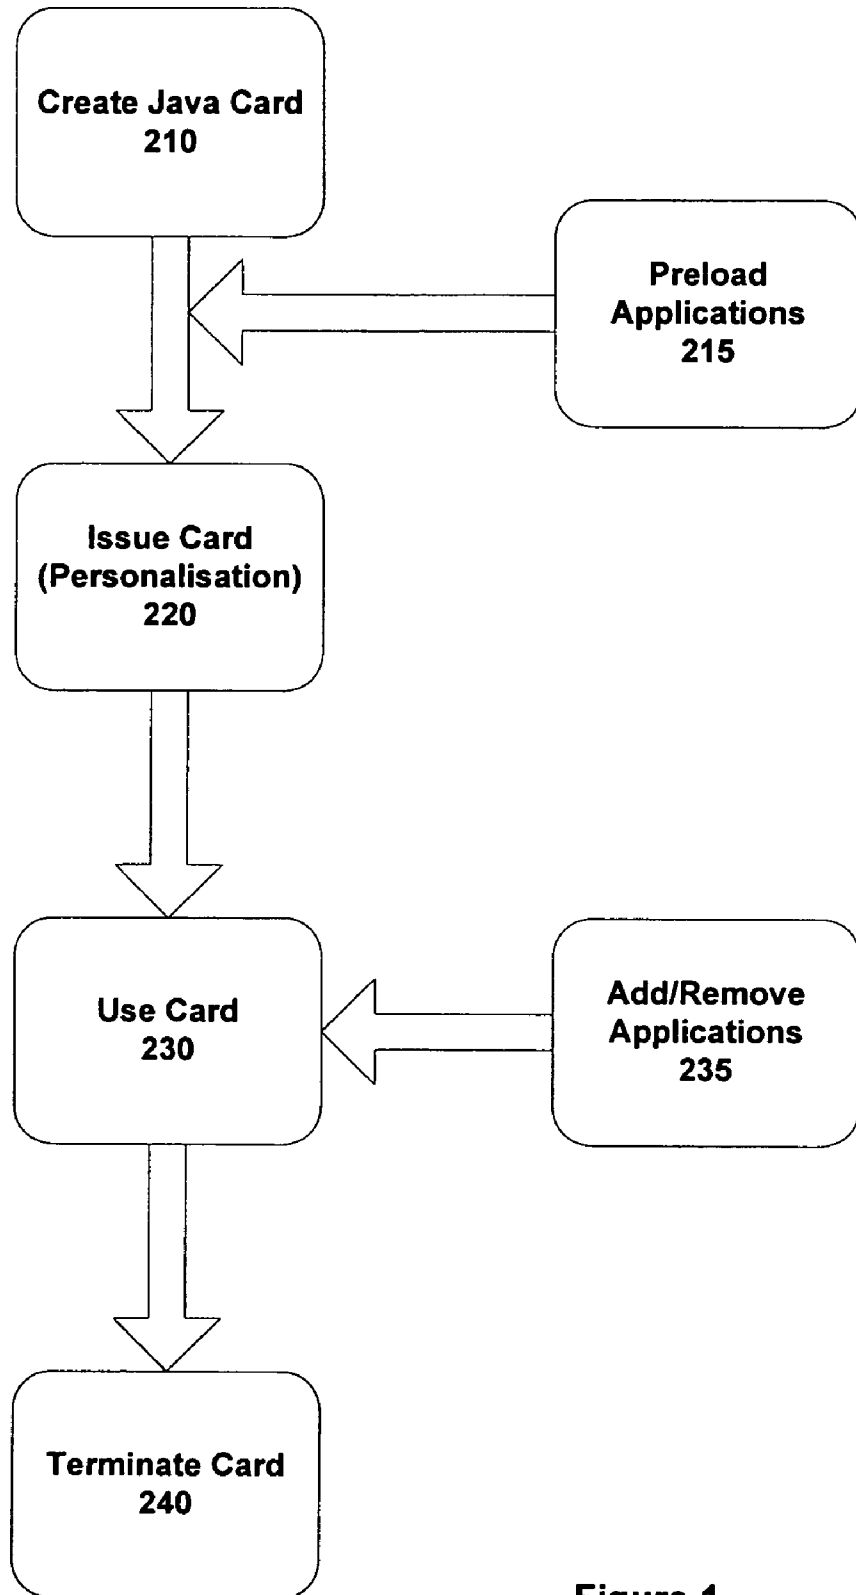 Create Java Card
210
Preload
Applications
215
Issue Card
(Personalisation)
220
Use Card
230
Add/Remove
Applications
235
Terminate Card
240
Figure 1